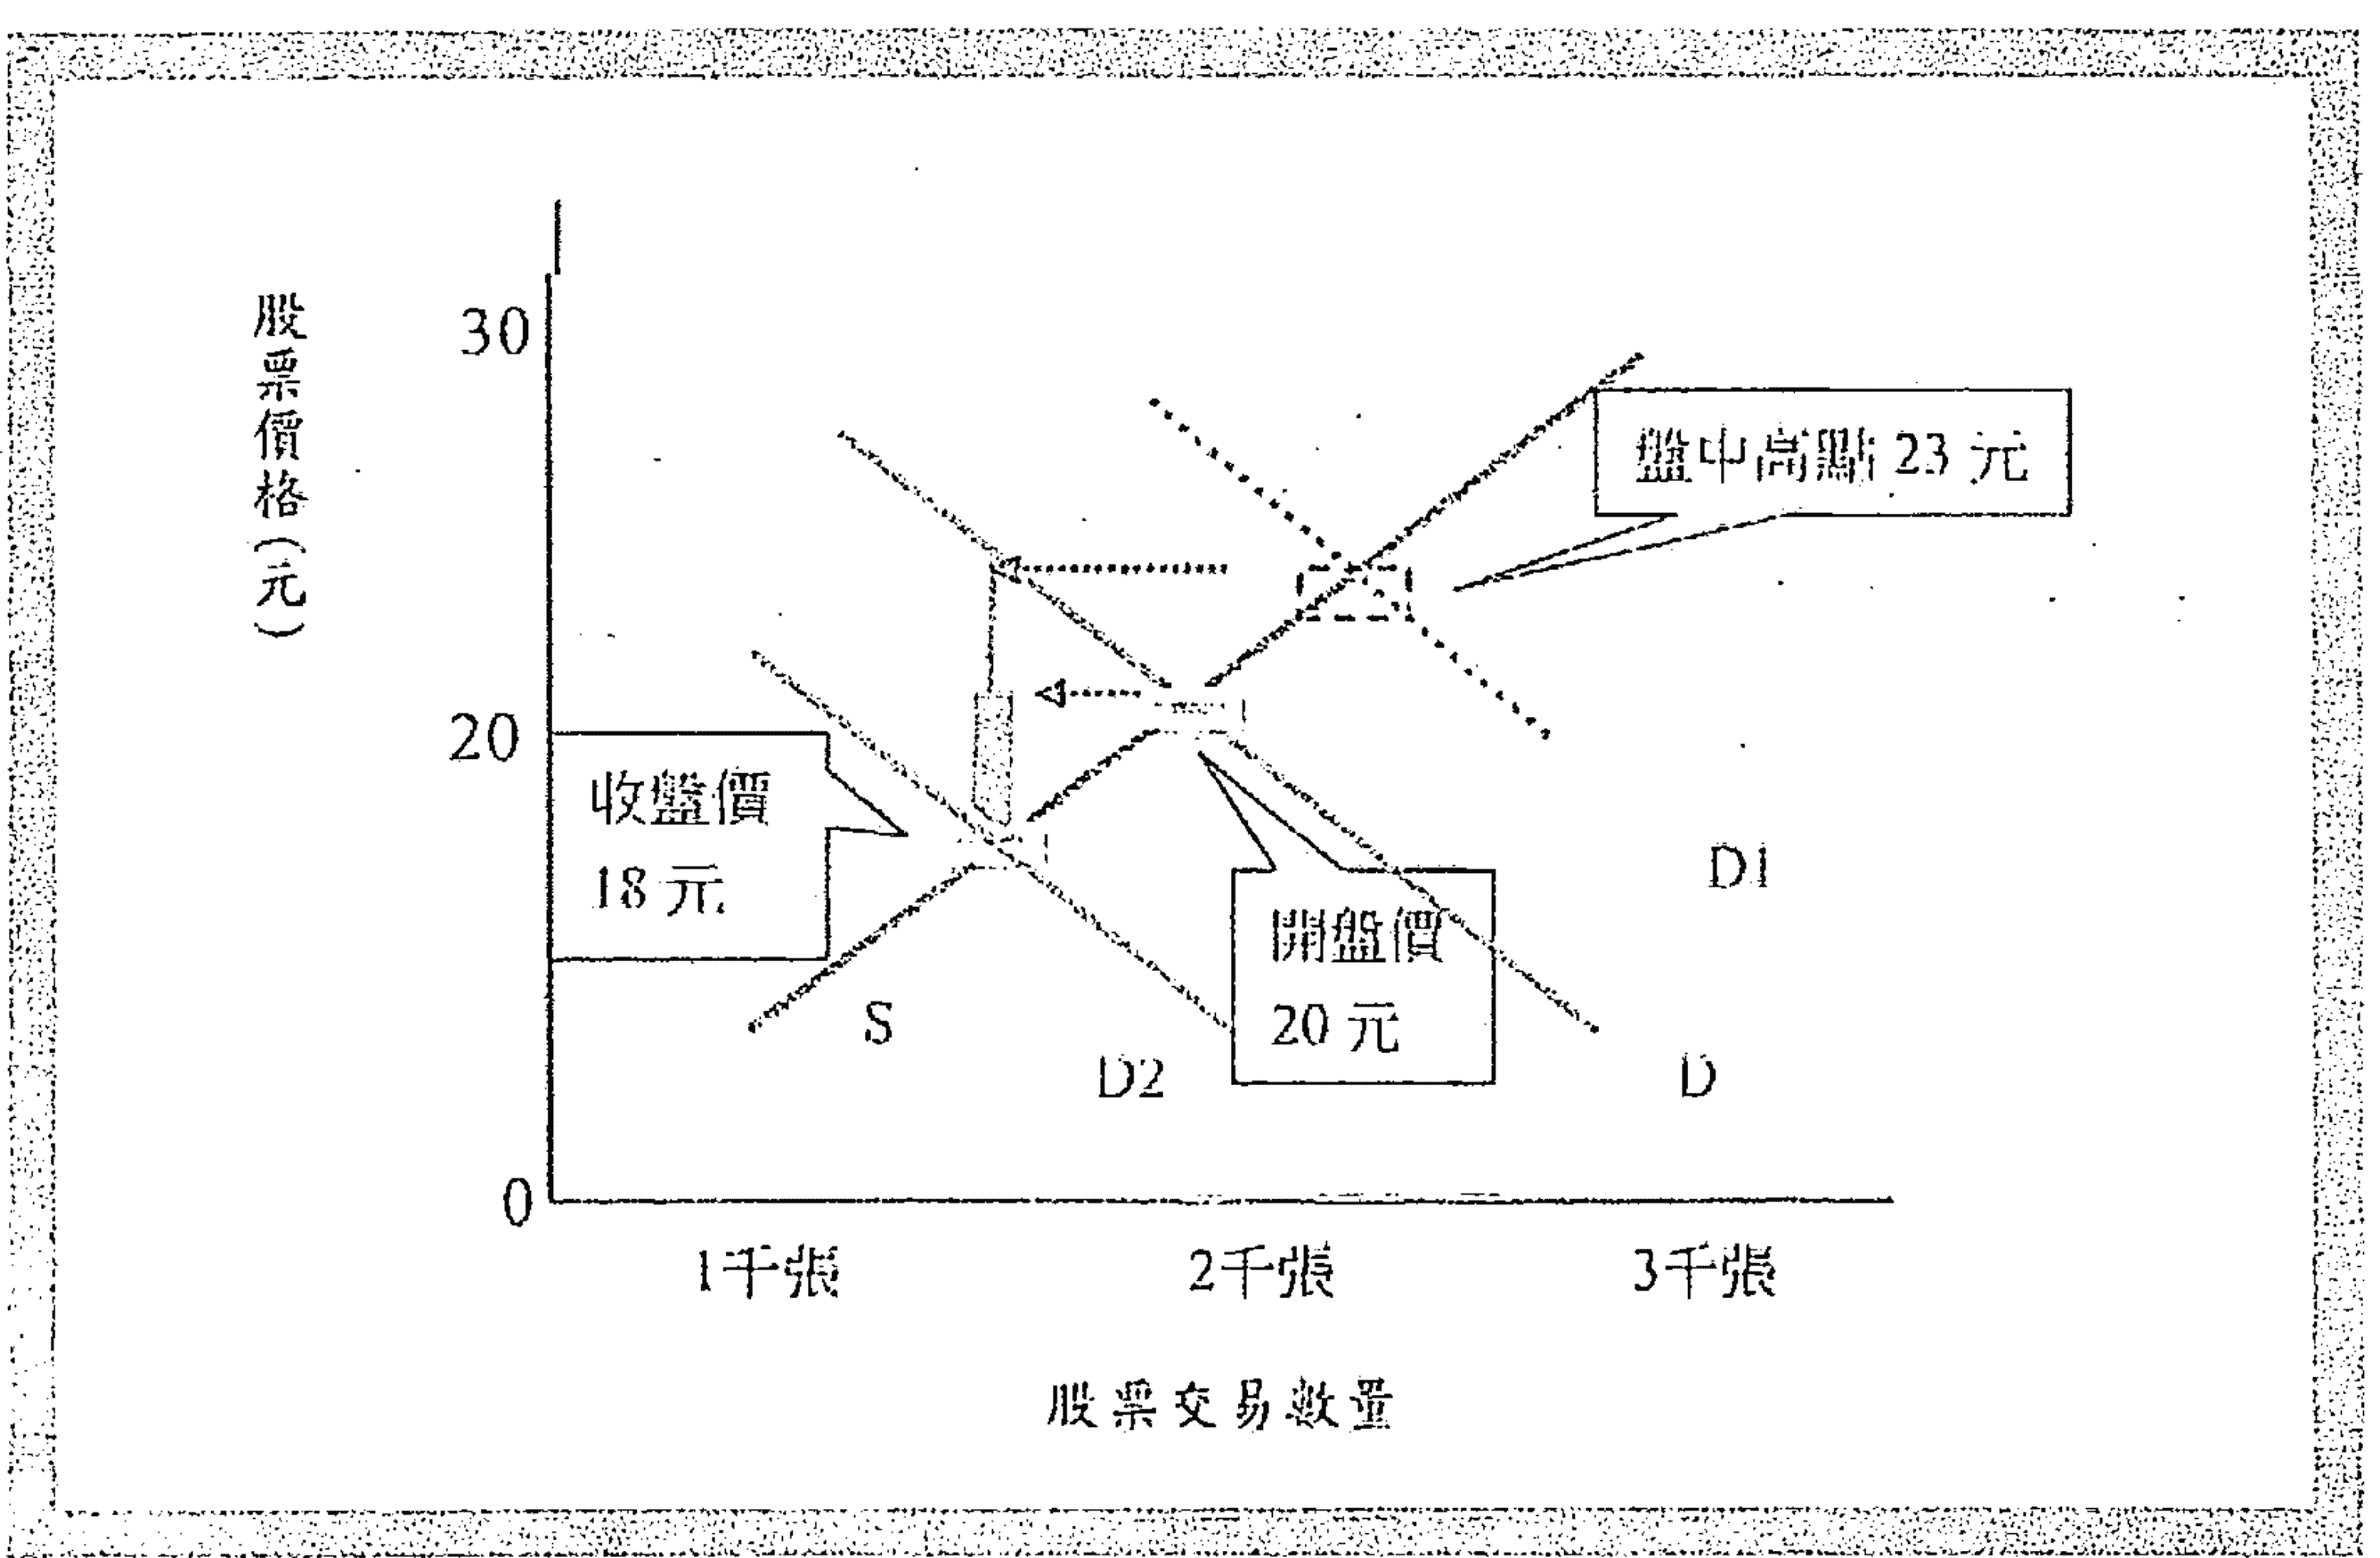 股票價格(元)
30
20
0
盤中高點 23 元
收盤價
18 元
開盤價
20 元
S
D2
D1
D
1千張
2千張
3千張
股票交易數量